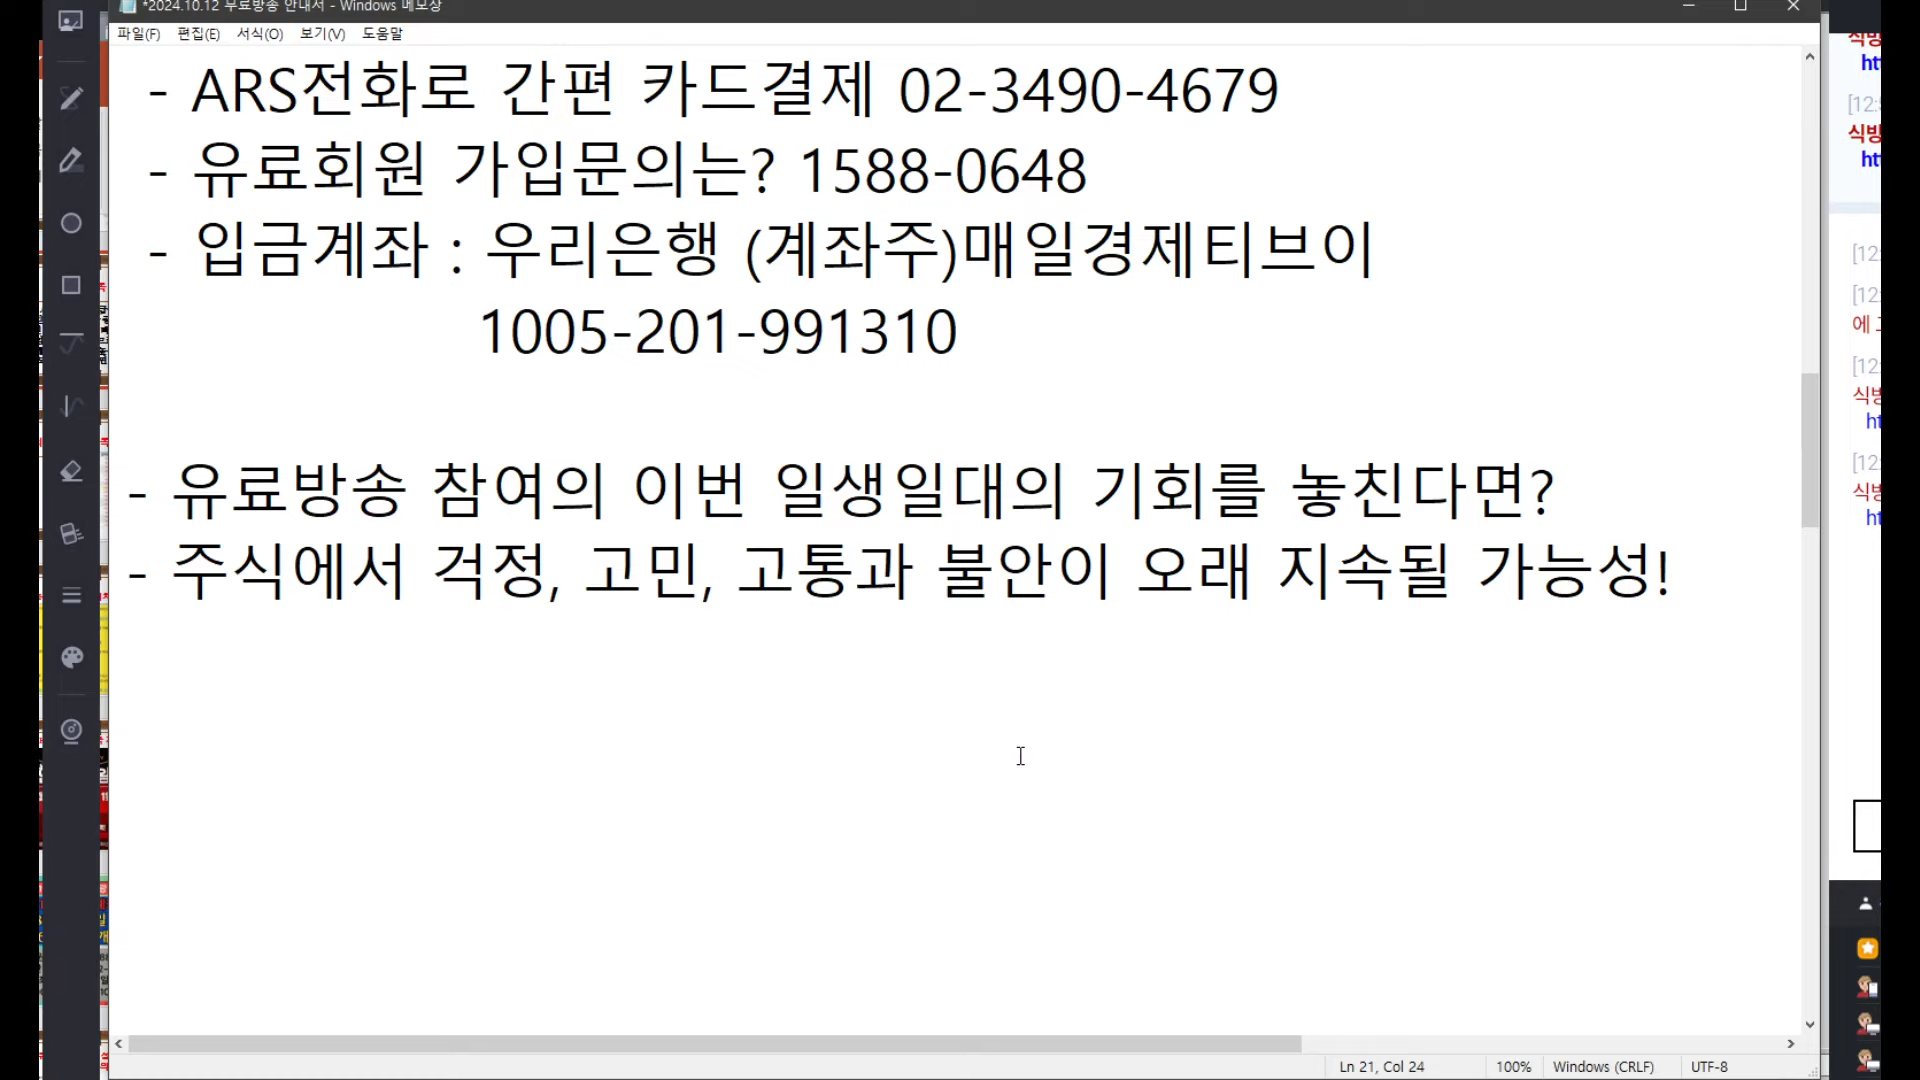 *2024.10.12 무료방송 안내서 - Windows 메모장
파일(F) 편집(E) 서식(O) 보기(V) 도움말
- ARS전화로 간편 카드결제 02-3490-4679
- 유료회원 가입문의는? 1588-0648
- 입금계좌 : 우리은행 (계좌주)매일경제티브이
1005-201-991310
- 유료방송 참여의 이번 일생일대의 기회를 놓친다면?
- 주식에서 걱정, 고민, 고통과 불안이 오래 지속될 가능성!
Ln 21, Col 24 100% Windows (CRLF) UTF-8